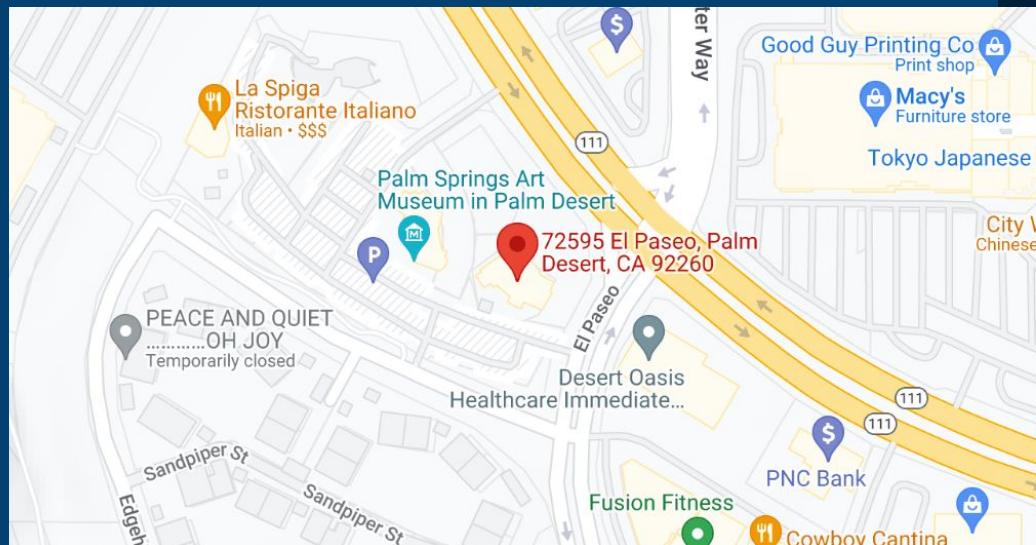 ter Way
$
Good Guy Printing Co
Print shop
La Spiga
Ristorante Italiano
Italian • $$$
Macy's
Furniture store
111
Tokyo Japanese
Palm Springs Art
Museum in Palm Desert
M
P
72595 El Paseo, Palm
Desert, CA 92260
City W
Chinese
PEACE AND QUIET
............OH JOY
Temporarily closed
El Paseo
Desert Oasis
Healthcare Immediate...
111
111
$
PNC Bank
Sandpiper St
Sandpiper St
Edgeh
Fusion Fitness
Cowboy Cantina